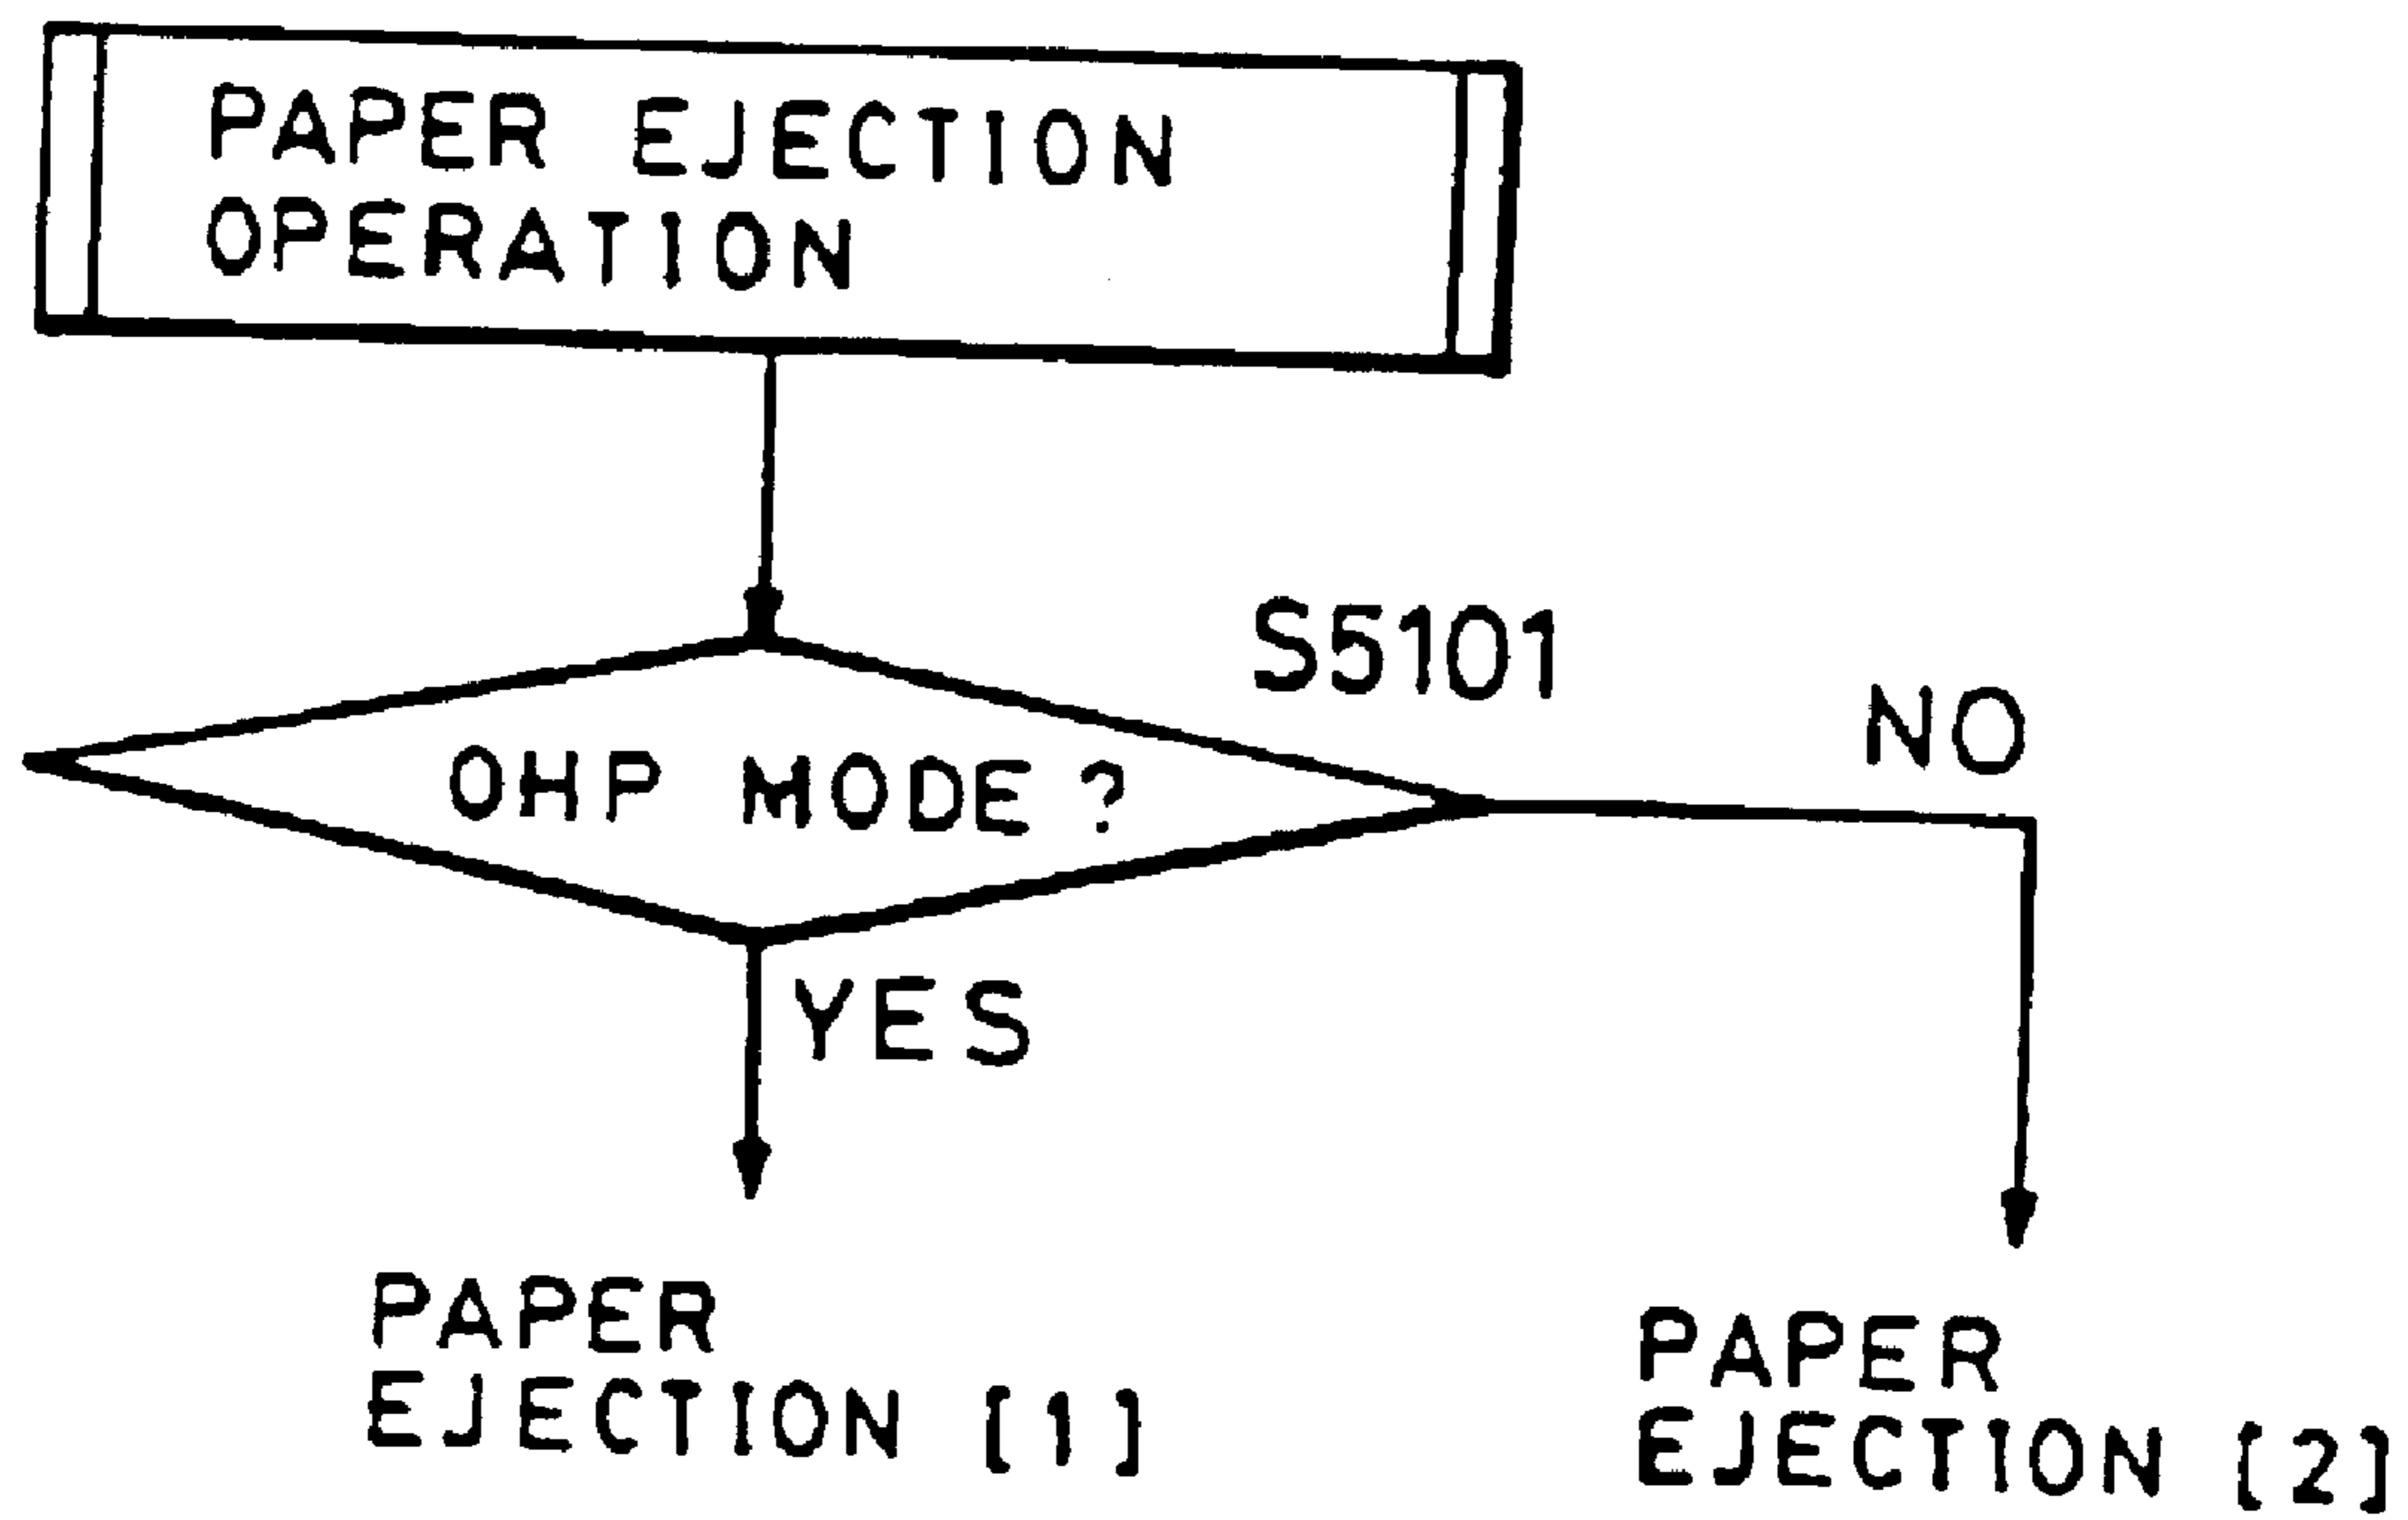 PAPER EJECTION
OPERATION
S5101
NO
OHP MODE ?
YES
PAPER
EJECTION [1]
PAPER
EJECTION [2]